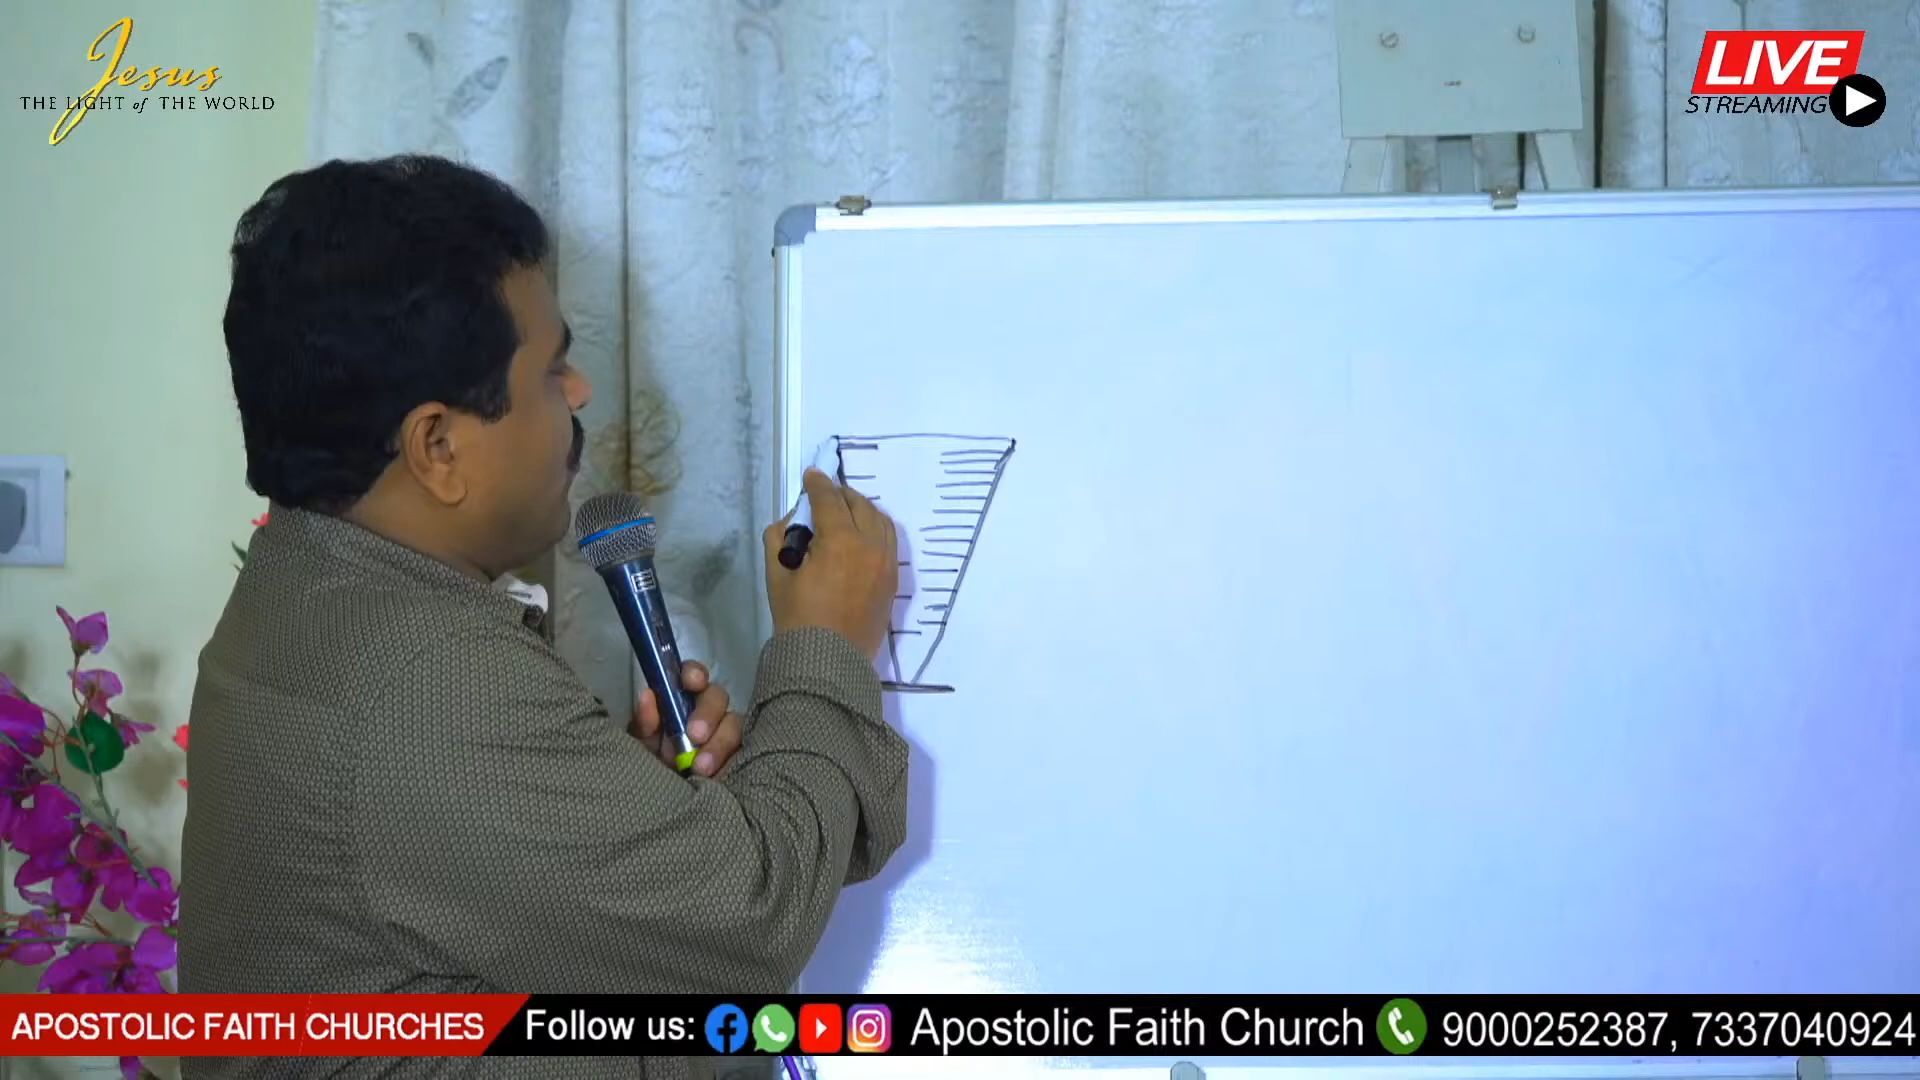 Jesus
THE LIGHT of THE WORLD
LIVE
STREAMING
APOSTOLIC FAITH CHURCHES
Follow us:
Apostolic Faith Church
9000252387, 7337040924